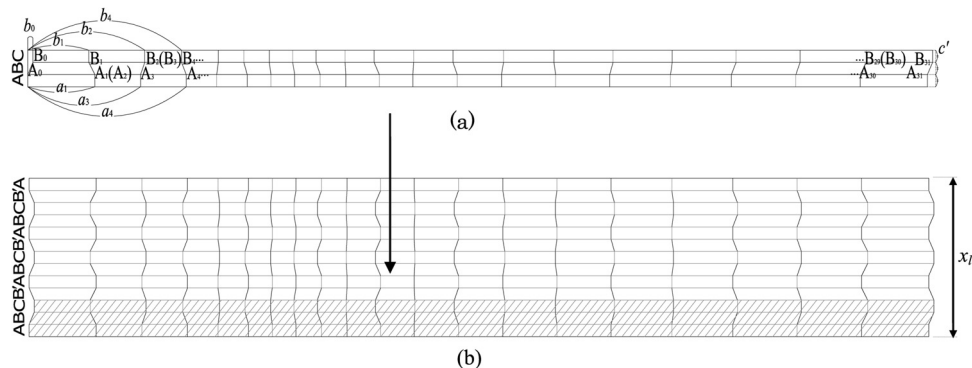 b₄
b₀ b₂
b₁ c'
B₀ B₁ B₂(B₃) B₄··· ···B₂₉(B₃₀) B₃₁
ABC A₀ A₁(A₂) A₃ A₄··· ···A₃₀ A₃₁
a₁
a₃
a₄
(a)
ABCB'ABCB'ABCB'A
xₗ
(b)